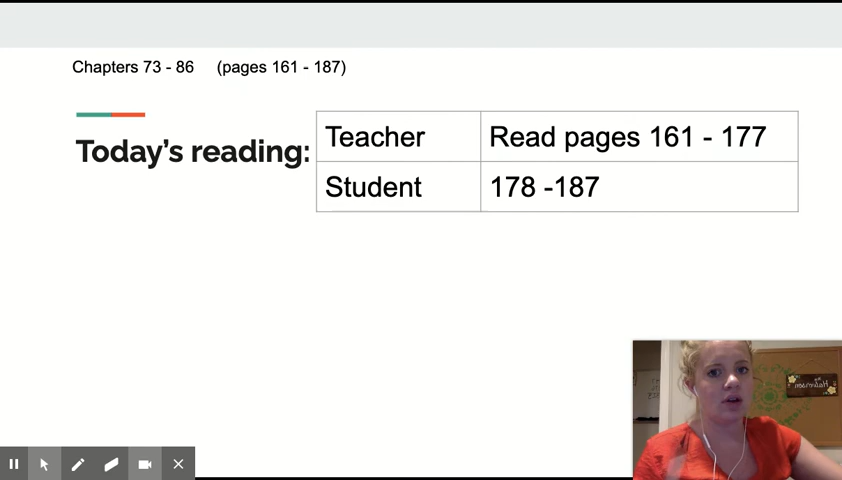 Chapters 73 - 86 (pages 161 - 187)
Today's reading:
Teacher Read pages 161 - 177
Student 178 -187